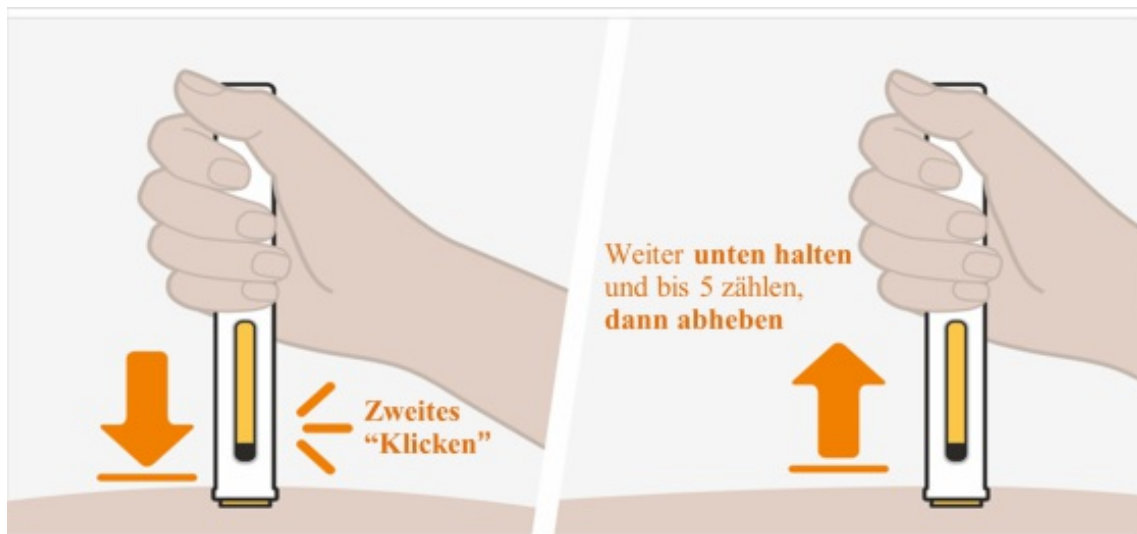 Zweites
“Klicken”
Weiter unten halten
und bis 5 zählen,
dann abheben